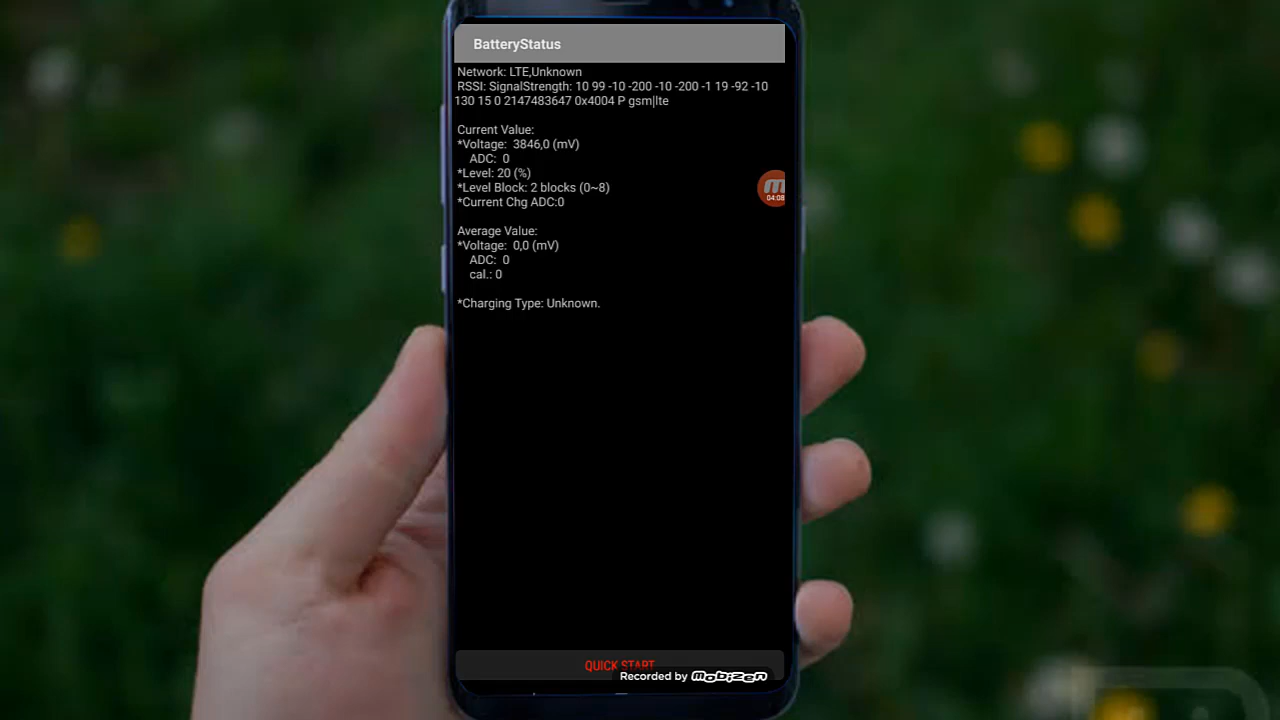 BatteryStatus
Network: LTE,Unknown
RSSI: SignalStrength: 10 99 -10 -200 -10 -200 -1 19 -92 -10
130 15 0 2147483647 0x4004 P gsm|lte
Current Value:
*Voltage: 3846,0 (mV)
ADC: 0
*Level: 20 (%)
*Level Block: 2 blocks (0~8)
*Current Chg ADC:0
Average Value:
*Voltage: 0,0 (mV)
ADC: 0
cal.: 0
*Charging Type: Unknown.
04:08
QUICK START
Recorded by mobizen